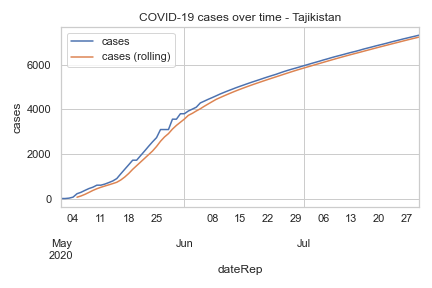 COVID-19 cases over time - Tajikistan
cases
cases (rolling)
cases
6000
4000
2000
0
04 11 18 25 08 15 22 29 06 13 20 27
May Jun Jul
2020
dateRep